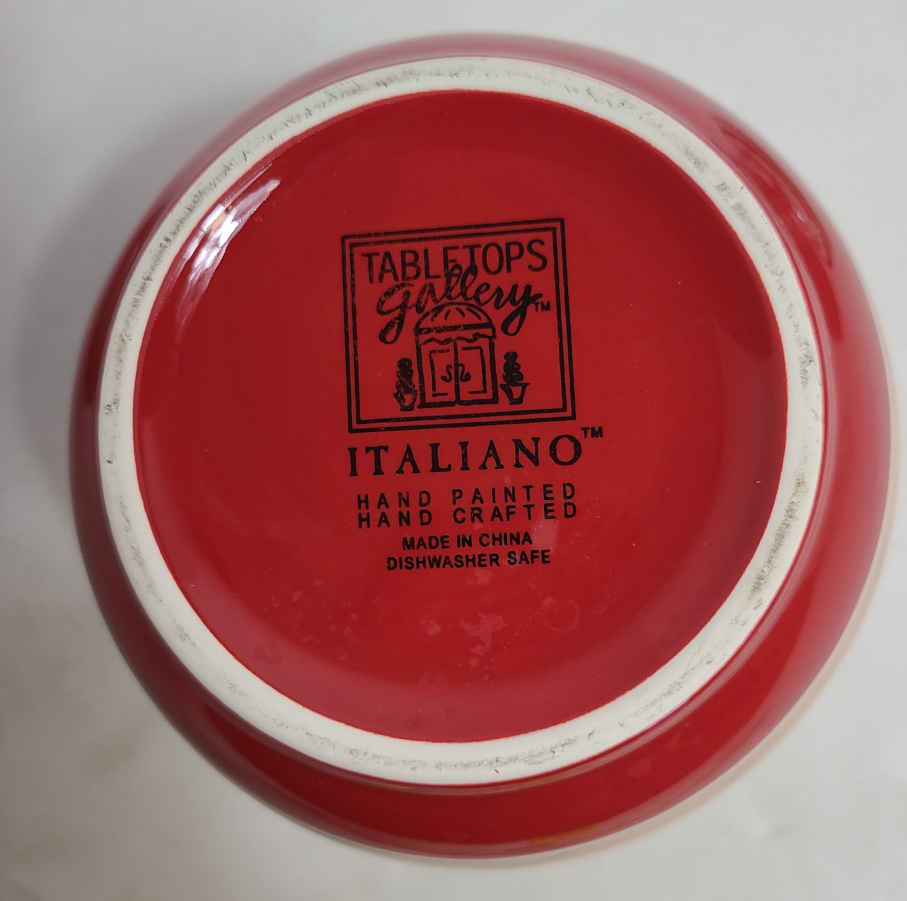 TABLETOPS
Gallery™
ITALIANO™
HAND PAINTED
HAND CRAFTED
MADE IN CHINA
DISHWASHER SAFE